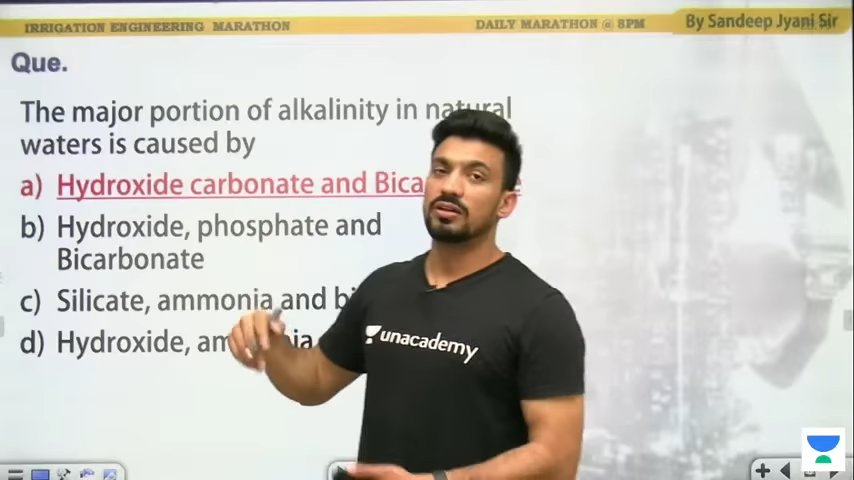 IRRIGATION ENGINEERING MARATHON
DAILY MARATHON @ 8PM
By Sandeep Jyani Sir
Que.
The major portion of alkalinity in natural
waters is caused by
a) Hydroxide carbonate and
b) Hydroxide, phosphate and
Bicarbonate
c) Silicate, ammonia and
d) Hydroxide,
unacademy